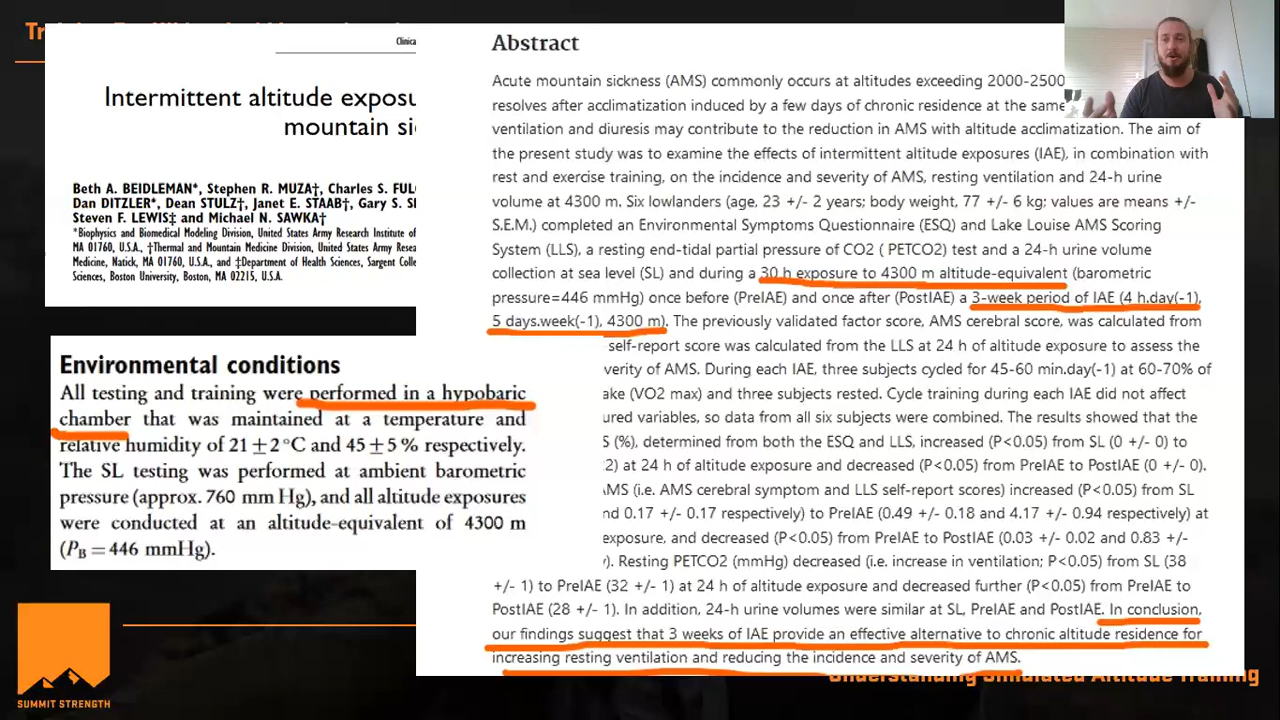 Clinica
Intermittent altitude expos
mountain si
Beth A. BEIDLEMAN*, Stephen R. MUZA†, Charles S. FUL
Dan DITZLER*, Dean STULZ†, Janet E. STAAB†, Gary S. S
Steven F. LEWIS‡ and Michael N. SAWKA†
*Biophysics and Biomedical Modeling Division, United States Army Research Institute of
MA 01760, U.S.A., †Thermal and Mountain Medicine Division, United States Army Resea
Medicine, Natick, MA 01760, U.S.A., and ‡Department of Health Sciences, Sargent Colle
Sciences, Boston University, Boston, MA 02215, U.S.A.
Environmental conditions
All testing and training were performed in a hypobaric
chamber that was maintained at a temperature and
relative humidity of 21±2 °C and 45±5 % respectively.
The SL testing was performed at ambient barometric
pressure (approx. 760 mm Hg), and all altitude exposures
were conducted at an altitude-equivalent of 4300 m
(PB = 446 mmHg).
Abstract
Acute mountain sickness (AMS) commonly occurs at altitudes exceeding 2000-2500
resolves after acclimatization induced by a few days of chronic residence at the same
ventilation and diuresis may contribute to the reduction in AMS with altitude acclimatization. The aim of
the present study was to examine the effects of intermittent altitude exposures (IAE), in combination with
rest and exercise training, on the incidence and severity of AMS, resting ventilation and 24-h urine
volume at 4300 m. Six lowlanders (age, 23 +/- 2 years; body weight, 77 +/- 6 kg; values are means +/-
S.E.M.) completed an Environmental Symptoms Questionnaire (ESQ) and Lake Louise AMS Scoring
System (LLS), a resting end-tidal partial pressure of CO2 ( PETCO2) test and a 24-h urine volume
collection at sea level (SL) and during a 30 h exposure to 4300 m altitude-equivalent (barometric
pressure=446 mmHg) once before (PreIAE) and once after (PostIAE) a 3-week period of IAE (4 h.day(-1),
5 days.week(-1), 4300 m). The previously validated factor score, AMS cerebral score, was calculated from
self-report score was calculated from the LLS at 24 h of altitude exposure to assess the
verity of AMS. During each IAE, three subjects cycled for 45-60 min.day(-1) at 60-70% of
ake (VO2 max) and three subjects rested. Cycle training during each IAE did not affect
ured variables, so data from all six subjects were combined. The results showed that the
S (%), determined from both the ESQ and LLS, increased (P<0.05) from SL (0 +/- 0) to
2) at 24 h of altitude exposure and decreased (P<0.05) from PreIAE to PostIAE (0 +/- 0).
MS (i.e. AMS cerebral symptom and LLS self-report scores) increased (P<0.05) from SL
nd 0.17 +/- 0.17 respectively) to PreIAE (0.49 +/- 0.18 and 4.17 +/- 0.94 respectively) at
exposure, and decreased (P<0.05) from PreIAE to PostIAE (0.03 +/- 0.02 and 0.83 +/-
). Resting PETCO2 (mmHg) decreased (i.e. increase in ventilation; P<0.05) from SL (38
+/- 1) to PreIAE (32 +/- 1) at 24 h of altitude exposure and decreased further (P<0.05) from PreIAE to
PostIAE (28 +/- 1). In addition, 24-h urine volumes were similar at SL, PreIAE and PostIAE. In conclusion,
our findings suggest that 3 weeks of IAE provide an effective alternative to chronic altitude residence for
increasing resting ventilation and reducing the incidence and severity of AMS.
Understanding Simulated Altitude Training
SUMMIT STRENGTH